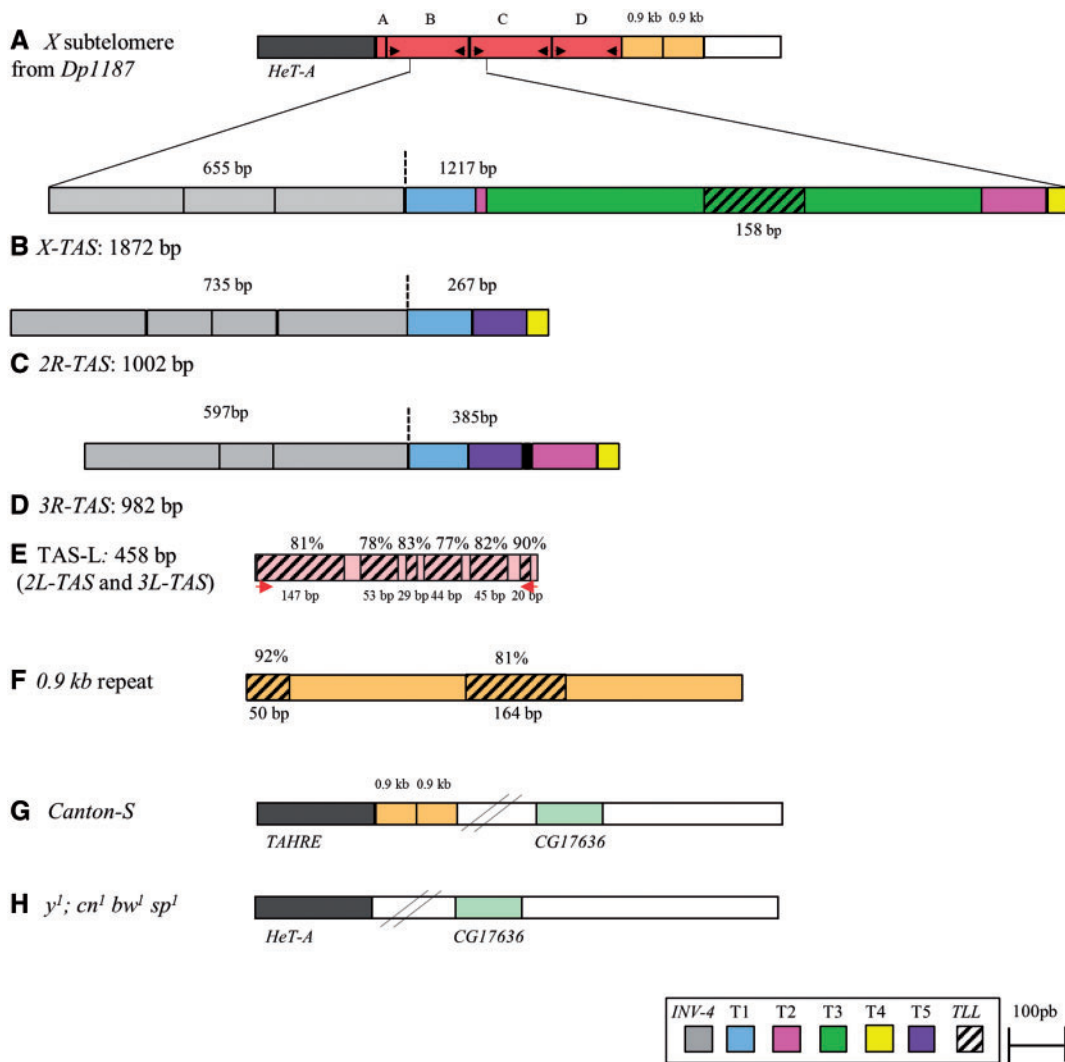 A B C D 0.9 kb 0.9 kb
A X subtelomere
from Dp1187
HeT-A
655 bp 1217 bp
158 bp
B X-TAS: 1872 bp
735 bp 267 bp
C 2R-TAS: 1002 bp
597bp 385bp
D 3R-TAS: 982 bp
E TAS-L: 458 bp
(2L-TAS and 3L-TAS)
81% 78% 83% 77% 82% 90%
147 bp 53 bp 29 bp 44 bp 45 bp 20 bp
92% 81%
F 0.9 kb repeat
50 bp 164 bp
0.9 kb 0.9 kb
G Canton-S
TAHRE CG17636
H y¹; cn¹ bw¹ sp¹
HeT-A CG17636
INV-4 T1 T2 T3 T4 T5 TLL 100pb